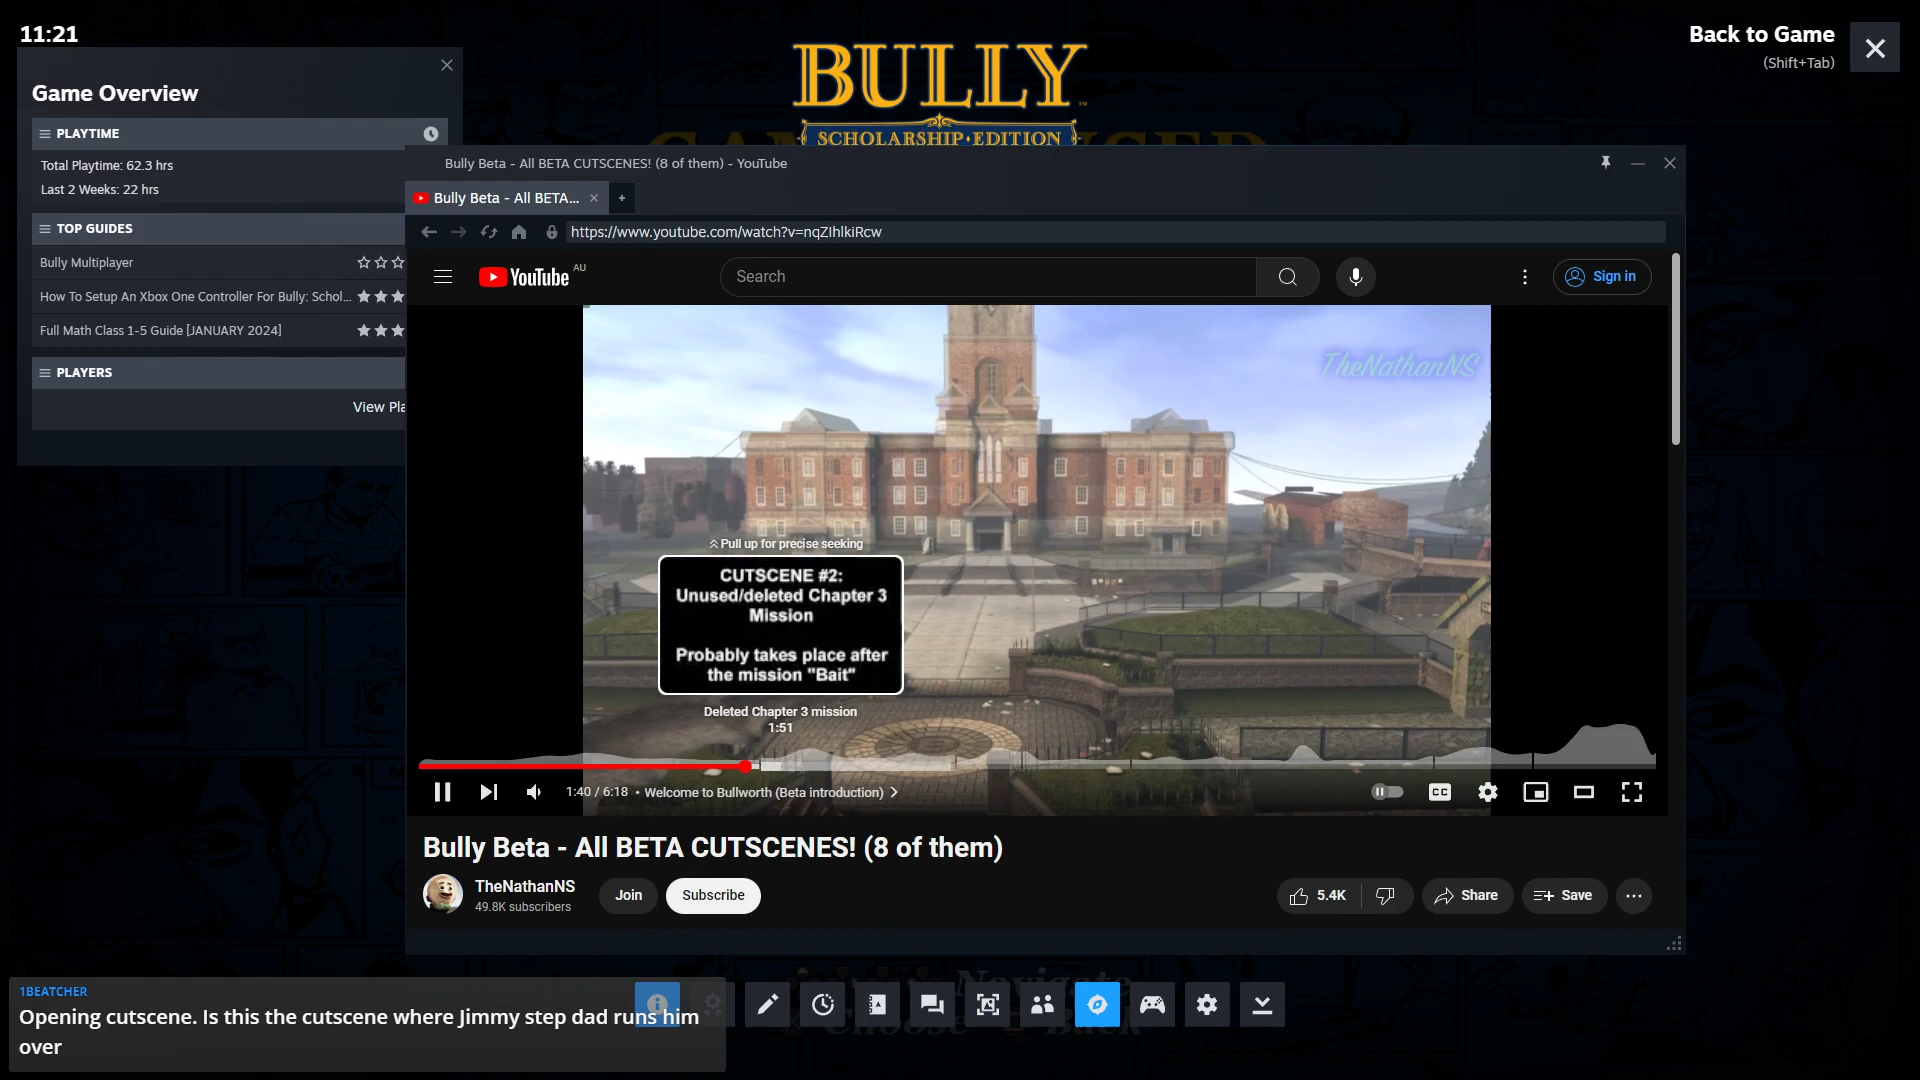 11:21
Back to Game
(Shift+Tab)
BULLY
SCHOLARSHIP EDITION
Game Overview
PLAYTIME
Total Playtime: 62.3 hrs
Last 2 Weeks: 22 hrs
TOP GUIDES
Bully Multiplayer
How To Setup An Xbox One Controller For Bully: Schol...
Full Math Class 1-5 Guide [JANUARY 2024]
PLAYERS
View Pla
Bully Beta - All BETA CUTSCENES! (8 of them) - YouTube
Bully Beta - All BETA...
https://www.youtube.com/watch?v=nqZIhlkiRcw
YouTube AU
Search
Sign in
TheNathanNS
Pull up for precise seeking
CUTSCENE #2:
Unused/deleted Chapter 3
Mission
Probably takes place after
the mission "Bait"
Deleted Chapter 3 mission
1:51
1:40 / 6:18 • Welcome to Bullworth (Beta introduction)
CC
Bully Beta - All BETA CUTSCENES! (8 of them)
TheNathanNS
49.8K subscribers
Join
Subscribe
5.4K
Share
Save
Navigate
Choose
Back
1BEATCHER
Opening cutscene. Is this the cutscene where Jimmy step dad runs him
over